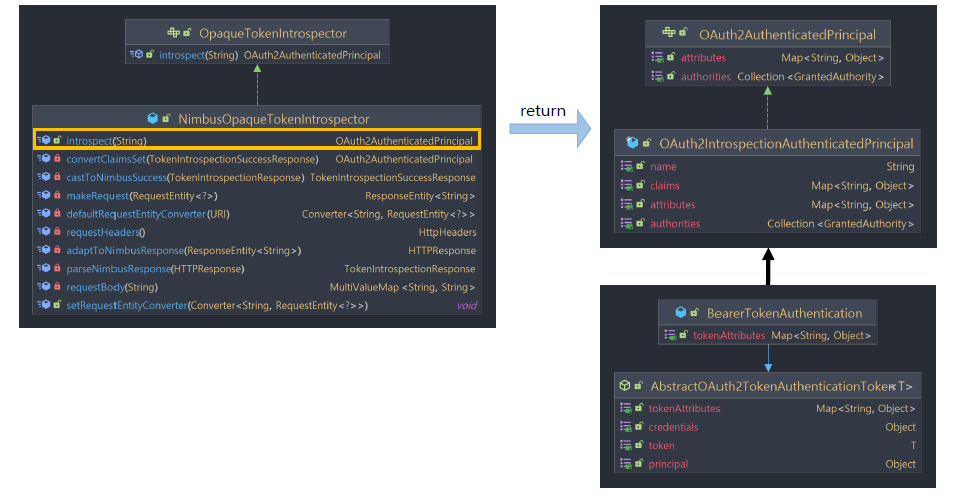 OpaqueTokenIntrospector
introspect(String) OAuth2AuthenticatedPrincipal
NimbusOpaqueTokenIntrospector
introspect(String) OAuth2AuthenticatedPrincipal
convertClaimsSet(TokenIntrospectionSuccessResponse) OAuth2AuthenticatedPrincipal
castToNimbusSuccess(TokenIntrospectionResponse) TokenIntrospectionSuccessResponse
makeRequest(RequestEntity<?>) ResponseEntity<String>
defaultRequestEntityConverter(URI) Converter<String, RequestEntity<?>>
requestHeaders() HttpHeaders
adaptToNimbusResponse(ResponseEntity<String>) HTTPResponse
parseNimbusResponse(HTTPResponse) TokenIntrospectionResponse
requestBody(String) MultiValueMap <String, String>
setRequestEntityConverter(Converter<String, RequestEntity<?>>) void
return
OAuth2AuthenticatedPrincipal
attributes Map<String, Object>
authorities Collection <GrantedAuthority>
OAuth2IntrospectionAuthenticatedPrincipal
name String
claims Map<String, Object>
attributes Map<String, Object>
authorities Collection <GrantedAuthority>
BearerTokenAuthentication
tokenAttributes Map<String, Object>
AbstractOAuth2TokenAuthenticationToken<T>
tokenAttributes Map<String, Object>
credentials Object
token T
principal Object